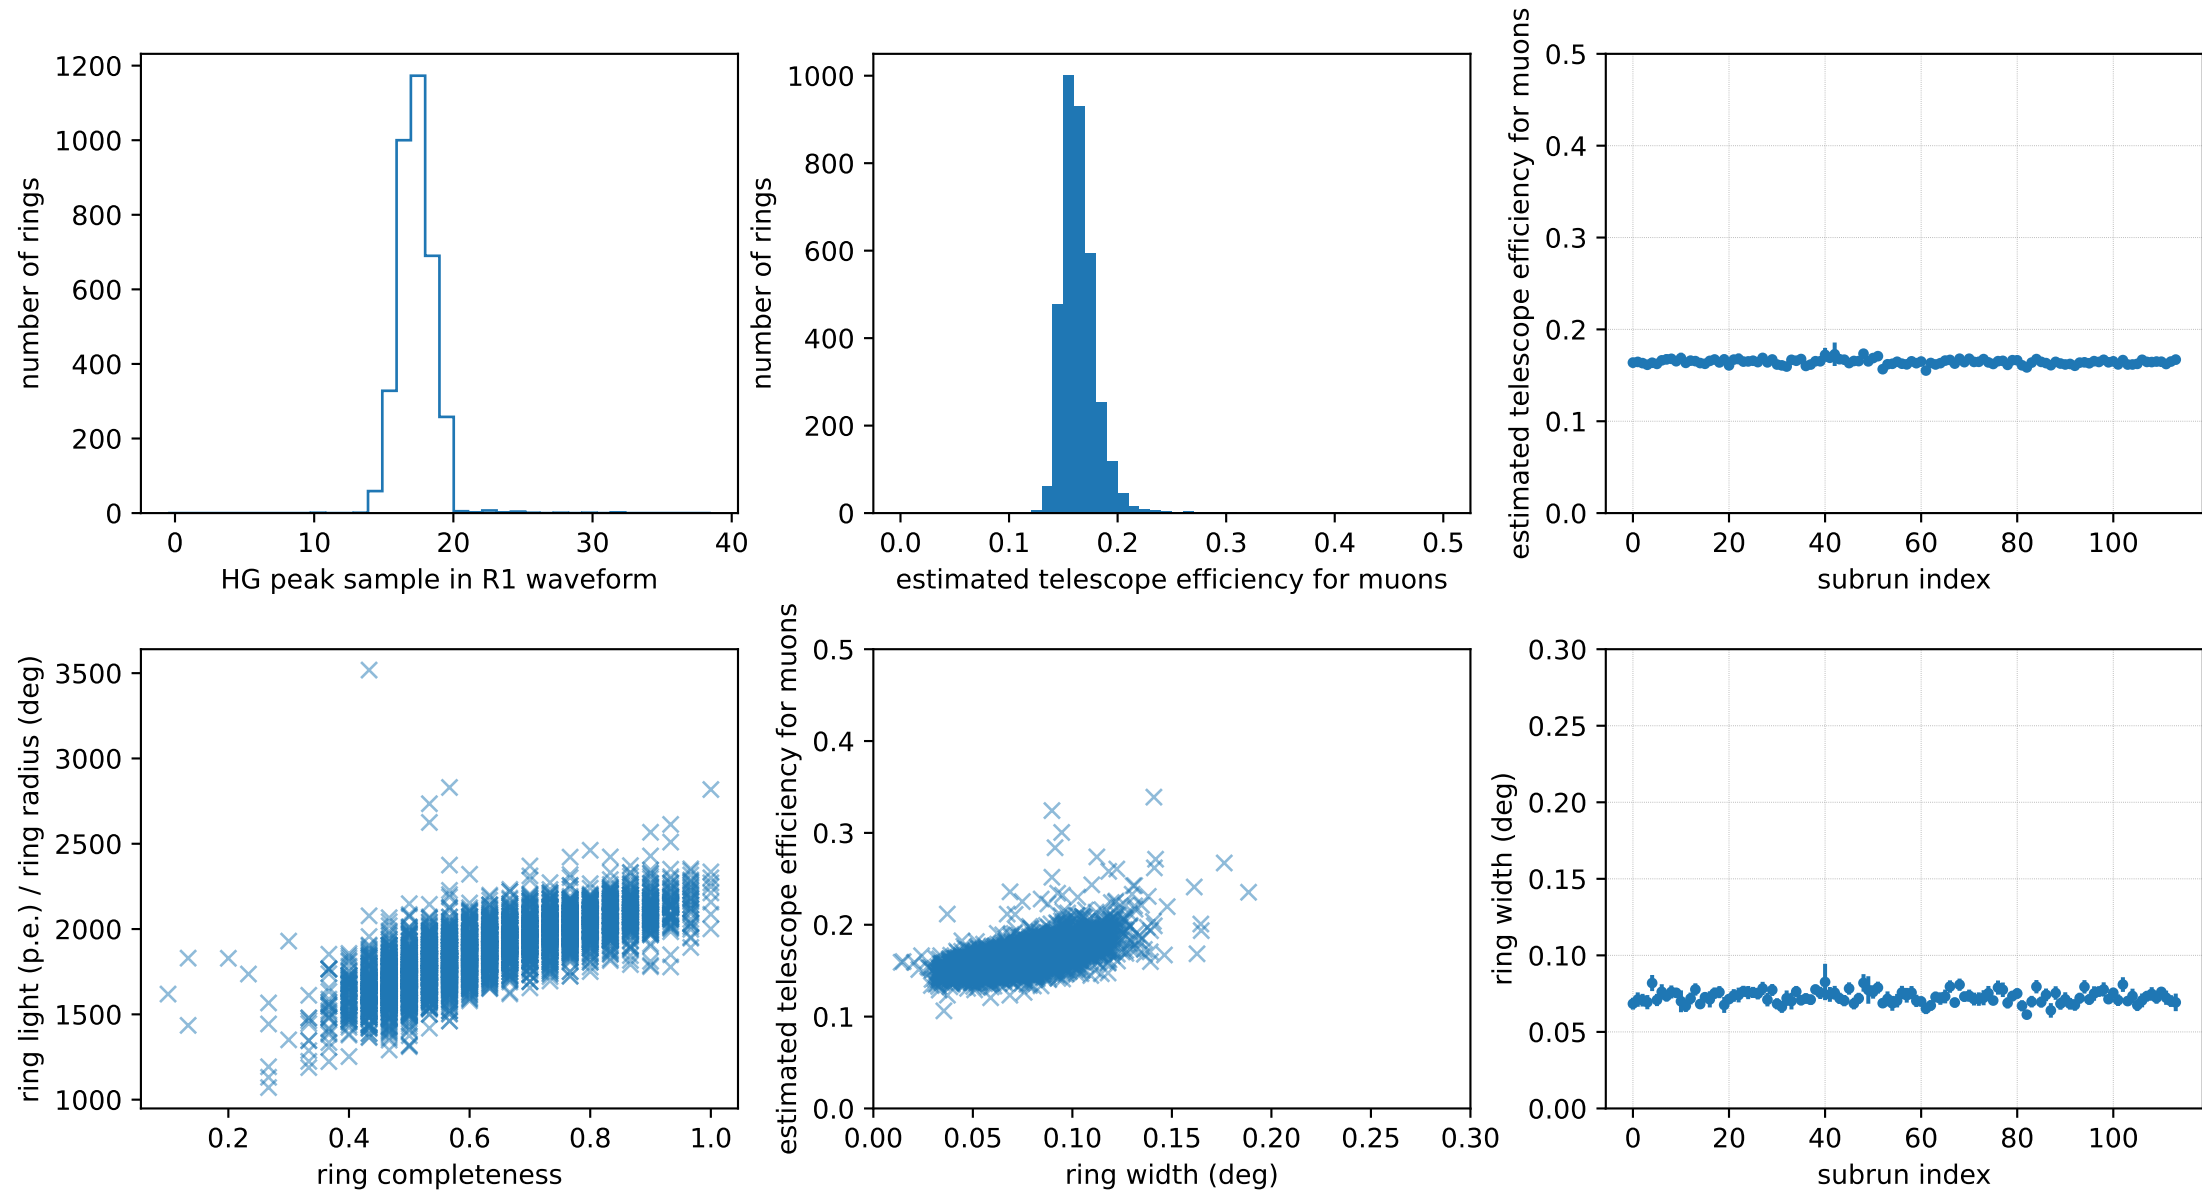 1200
1000
800
600
400
200
0
number of rings
0 10 20 30 40
HG peak sample in R1 waveform
1000
800
600
400
200
0
number of rings
0.0 0.1 0.2 0.3 0.4 0.5
estimated telescope efficiency for muons
0.5
0.4
0.3
0.2
0.1
0.0
estimated telescope efficiency for muons
0 20 40 60 80 100
subrun index
3500
3000
2500
2000
1500
1000
ring light (p.e.) / ring radius (deg)
0.2 0.4 0.6 0.8 1.0
ring completeness
0.5
0.4
0.3
0.2
0.1
0.0
estimated telescope efficiency for muons
0.00 0.05 0.10 0.15 0.20 0.25 0.30
ring width (deg)
0.30
0.25
0.20
0.15
0.10
0.05
0.00
ring width (deg)
0 20 40 60 80 100
subrun index